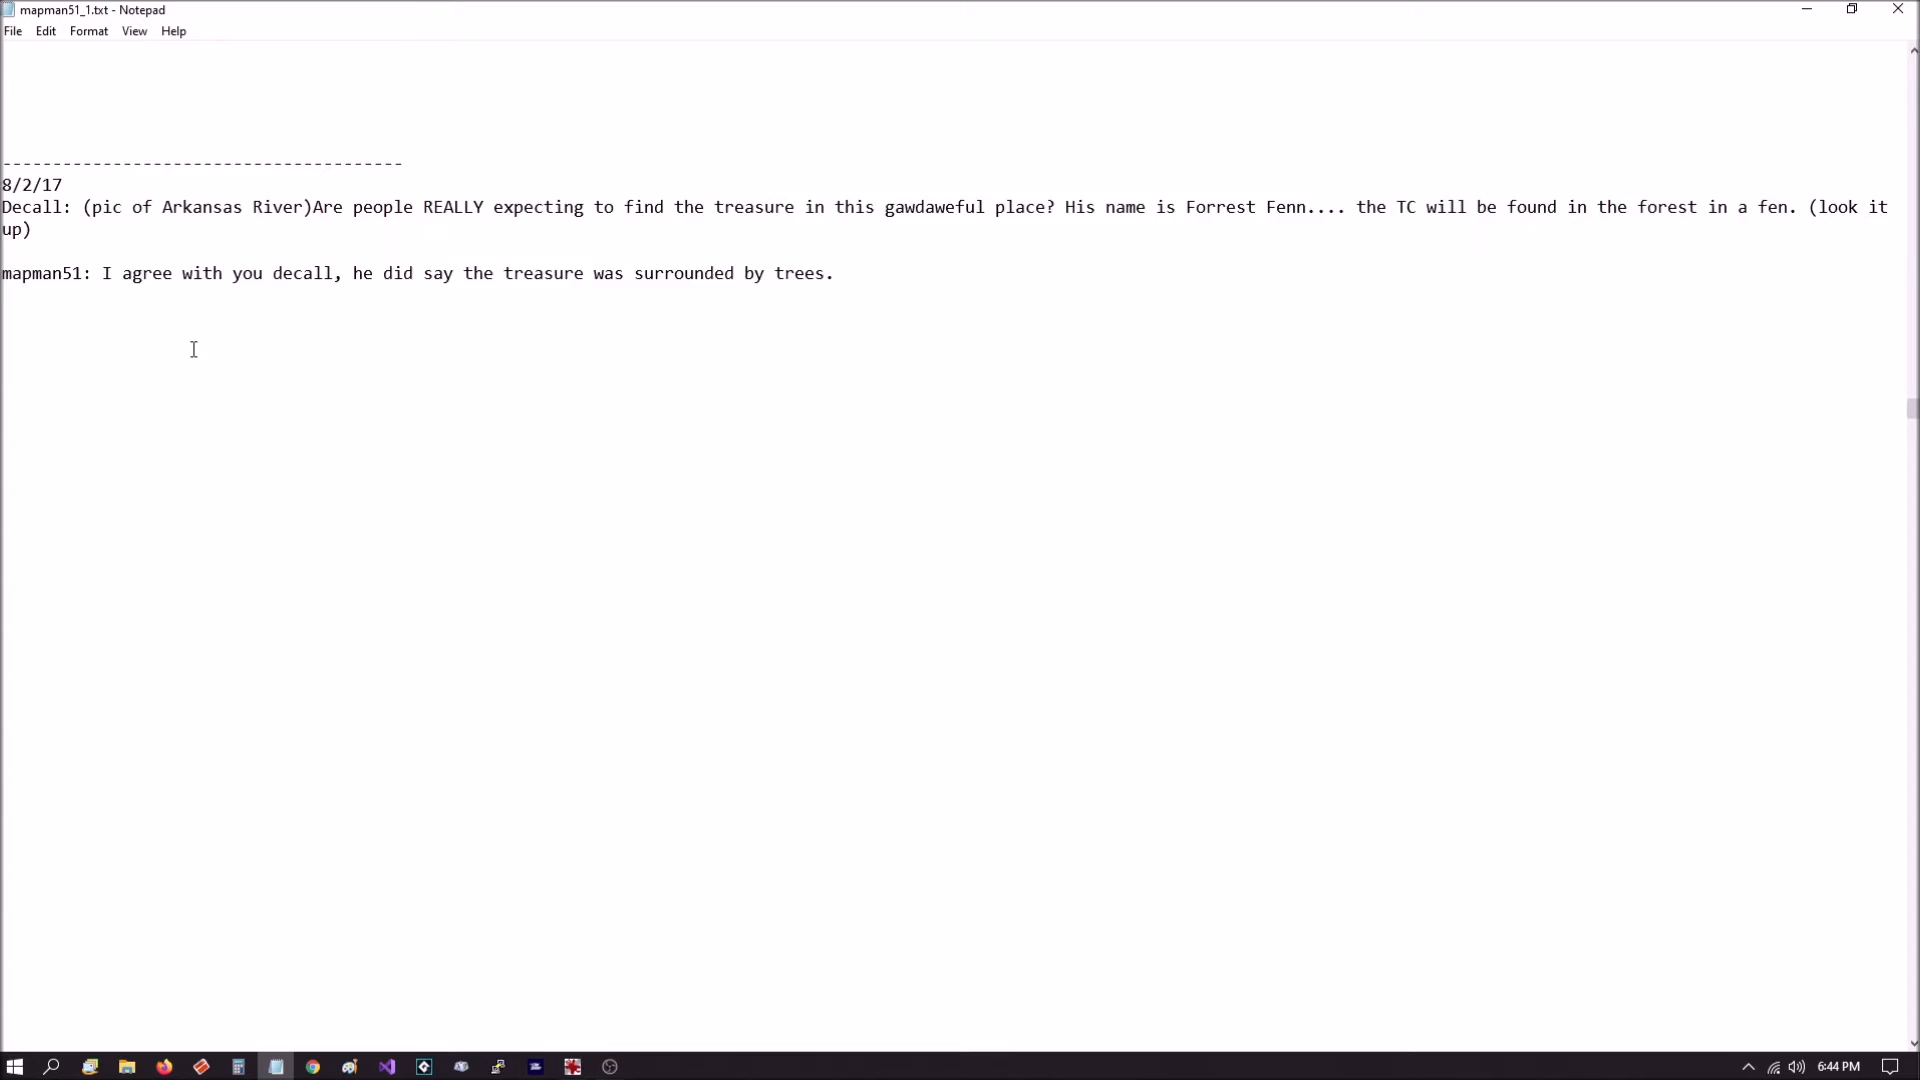 mapman51_1.txt - Notepad
File Edit Format View Help
----------------------------------------
8/2/17
Decall: (pic of Arkansas River)Are people REALLY expecting to find the treasure in this gawdaweful place? His name is Forrest Fenn.... the TC will be found in the forest in a fen. (look it
up)
mapman51: I agree with you decall, he did say the treasure was surrounded by trees.
6:44 PM